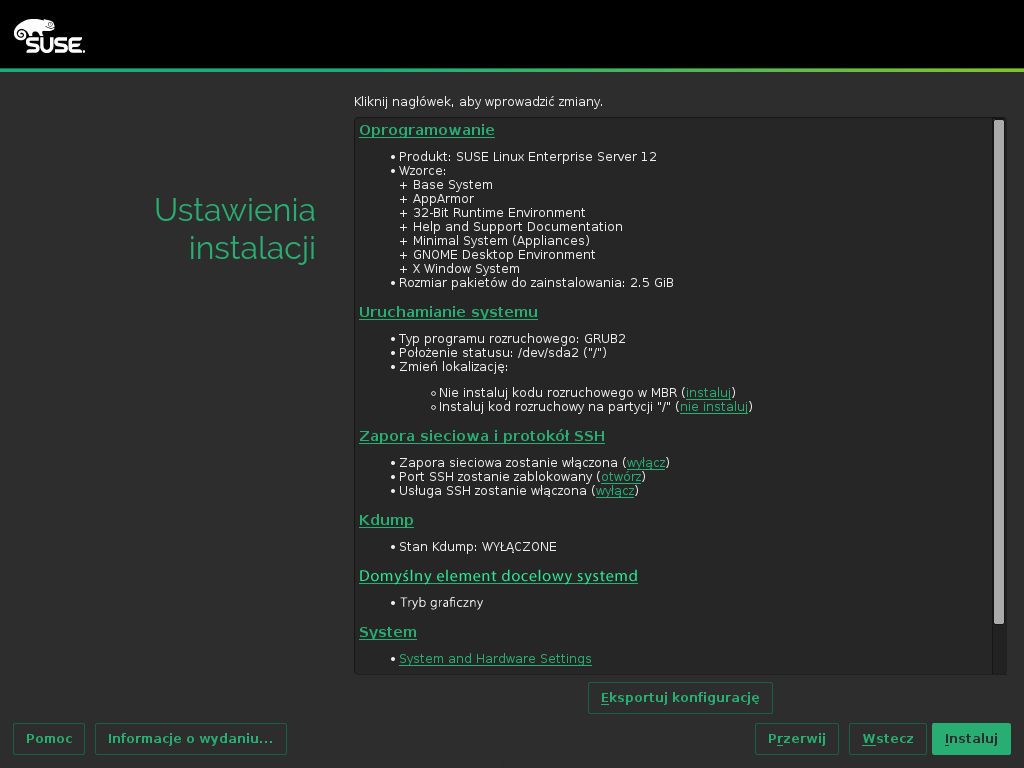 SUSE.
Kliknij nagłówek, aby wprowadzić zmiany.
Ustawienia
instalacji
Oprogramowanie
• Produkt: SUSE Linux Enterprise Server 12
• Wzorce:
+ Base System
+ AppArmor
+ 32-Bit Runtime Environment
+ Help and Support Documentation
+ Minimal System (Appliances)
+ GNOME Desktop Environment
+ X Window System
• Rozmiar pakietów do zainstalowania: 2.5 GiB
Uruchamianie systemu
• Typ programu rozruchowego: GRUB2
• Położenie statusu: /dev/sda2 ("/")
• Zmień lokalizację:
◦ Nie instaluj kodu rozruchowego w MBR (instaluj)
◦ Instaluj kod rozruchowy na partycji "/" (nie instaluj)
Zapora sieciowa i protokół SSH
• Zapora sieciowa zostanie włączona (wyłącz)
• Port SSH zostanie zablokowany (otwórz)
• Usługa SSH zostanie włączona (wyłącz)
Kdump
• Stan Kdump: WYŁĄCZONE
Domyślny element docelowy systemd
• Tryb graficzny
System
• System and Hardware Settings
Eksportuj konfigurację
Pomoc Informacje o wydaniu... Przerwij Wstecz Instaluj